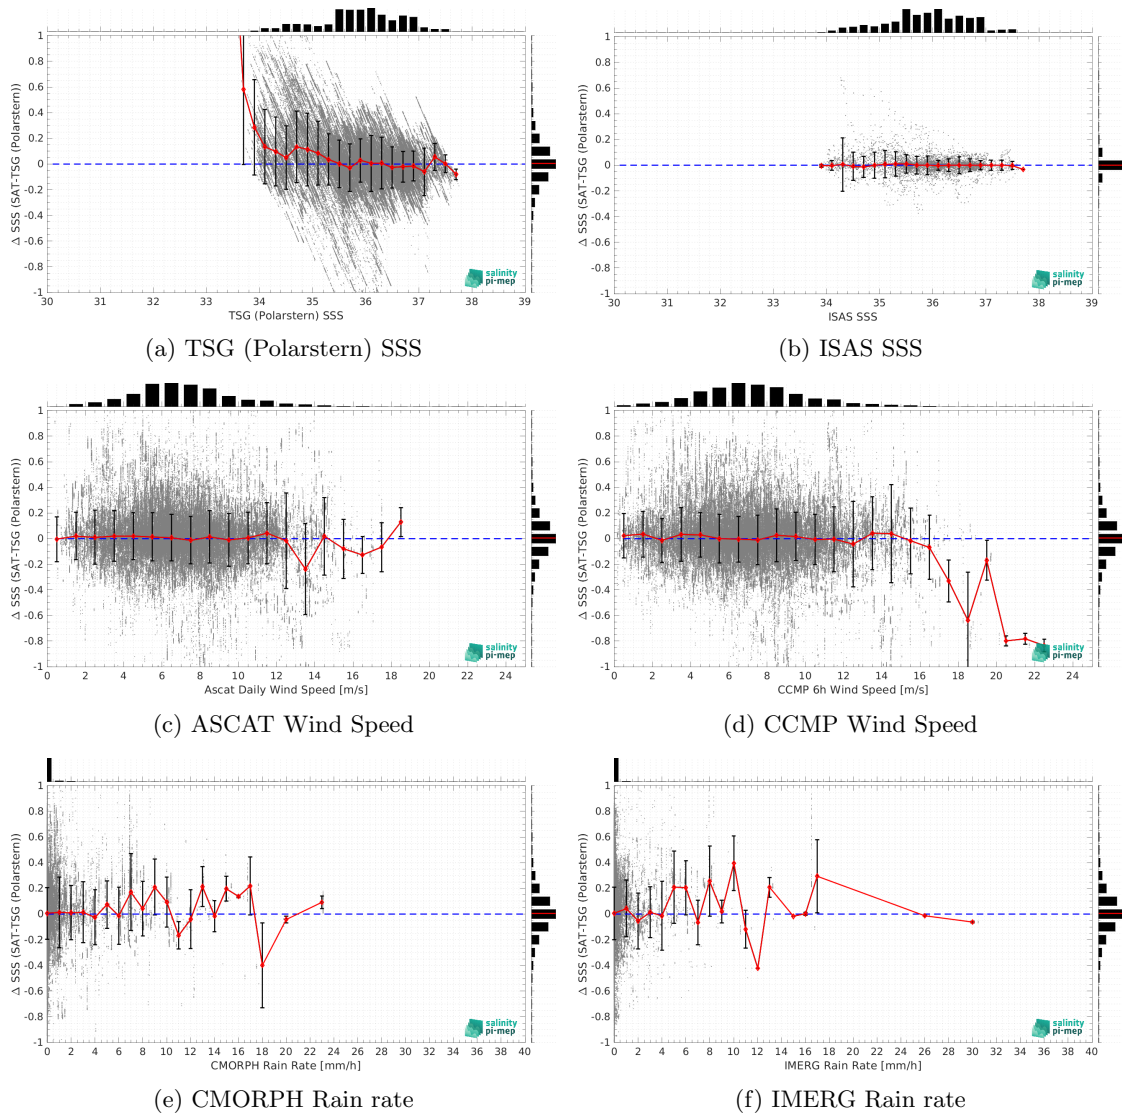 1
0.8
0.6
0.4
0.2
0
-0.2
-0.4
-0.6
-0.8
-1
Δ SSS (SAT-TSG (Polarstern))
30 31 32 33 34 35 36 37 38 39
TSG (Polarstern) SSS
salinity
pi-mep
(a) TSG (Polarstern) SSS
1
0.8
0.6
0.4
0.2
0
-0.2
-0.4
-0.6
-0.8
-1
Δ SSS (SAT-TSG (Polarstern))
30 31 32 33 34 35 36 37 38 39
ISAS SSS
salinity
pi-mep
(b) ISAS SSS
1
0.8
0.6
0.4
0.2
0
-0.2
-0.4
-0.6
-0.8
-1
Δ SSS (SAT-TSG (Polarstern))
0 2 4 6 8 10 12 14 16 18 20 22 24
Ascat Daily Wind Speed [m/s]
salinity
pi-mep
(c) ASCAT Wind Speed
1
0.8
0.6
0.4
0.2
0
-0.2
-0.4
-0.6
-0.8
-1
Δ SSS (SAT-TSG (Polarstern))
0 2 4 6 8 10 12 14 16 18 20 22 24
CCMP 6h Wind Speed [m/s]
salinity
pi-mep
(d) CCMP Wind Speed
1
0.8
0.6
0.4
0.2
0
-0.2
-0.4
-0.6
-0.8
-1
Δ SSS (SAT-TSG (Polarstern))
0 2 4 6 8 10 12 14 16 18 20 22 24 26 28 30 32 34 36 38 40
CMORPH Rain Rate [mm/h]
salinity
pi-mep
(e) CMORPH Rain rate
1
0.8
0.6
0.4
0.2
0
-0.2
-0.4
-0.6
-0.8
-1
Δ SSS (SAT-TSG (Polarstern))
0 2 4 6 8 10 12 14 16 18 20 22 24 26 28 30 32 34 36 38 40
IMERG Rain Rate [mm/h]
salinity
pi-mep
(f) IMERG Rain rate